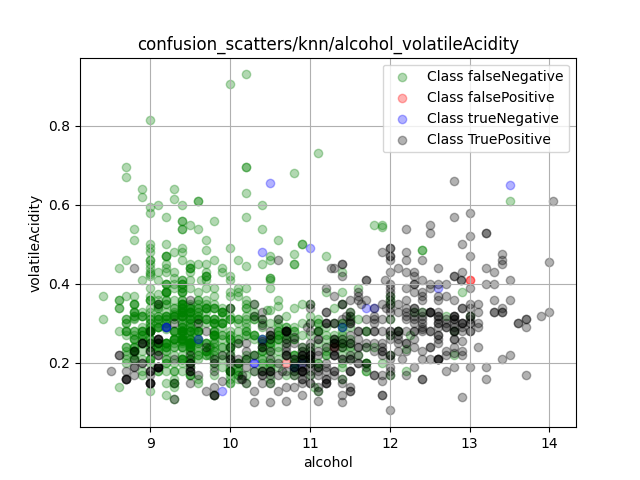 confusion_scatters/knn/alcohol_volatileAcidity
Class falseNegative
Class falsePositive
Class trueNegative
Class TruePositive
0.8
0.6
0.4
0.2
volatileAcidity
9 10 11 12 13 14
alcohol